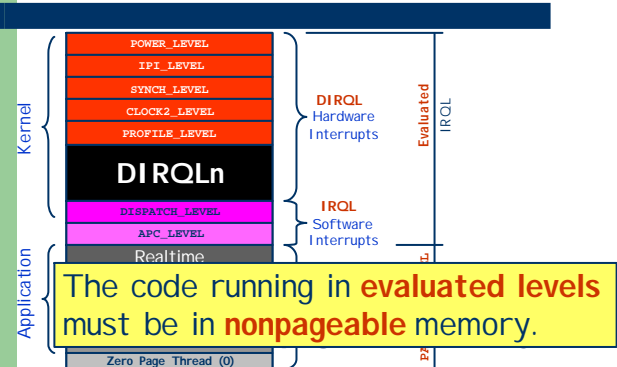 POWER_LEVEL
IPI_LEVEL
SYNCH_LEVEL
CLOCK2_LEVEL
PROFILE_LEVEL
DIRQLn
DISPATCH_LEVEL
APC_LEVEL
Realtime
Zero Page Thread (0)
Kernel
Application
DIRQL
Hardware
Interrupts
IRQL
Software
Interrupts
Evaluated
IRQL
The code running in evaluated levels
must be in nonpageable memory.